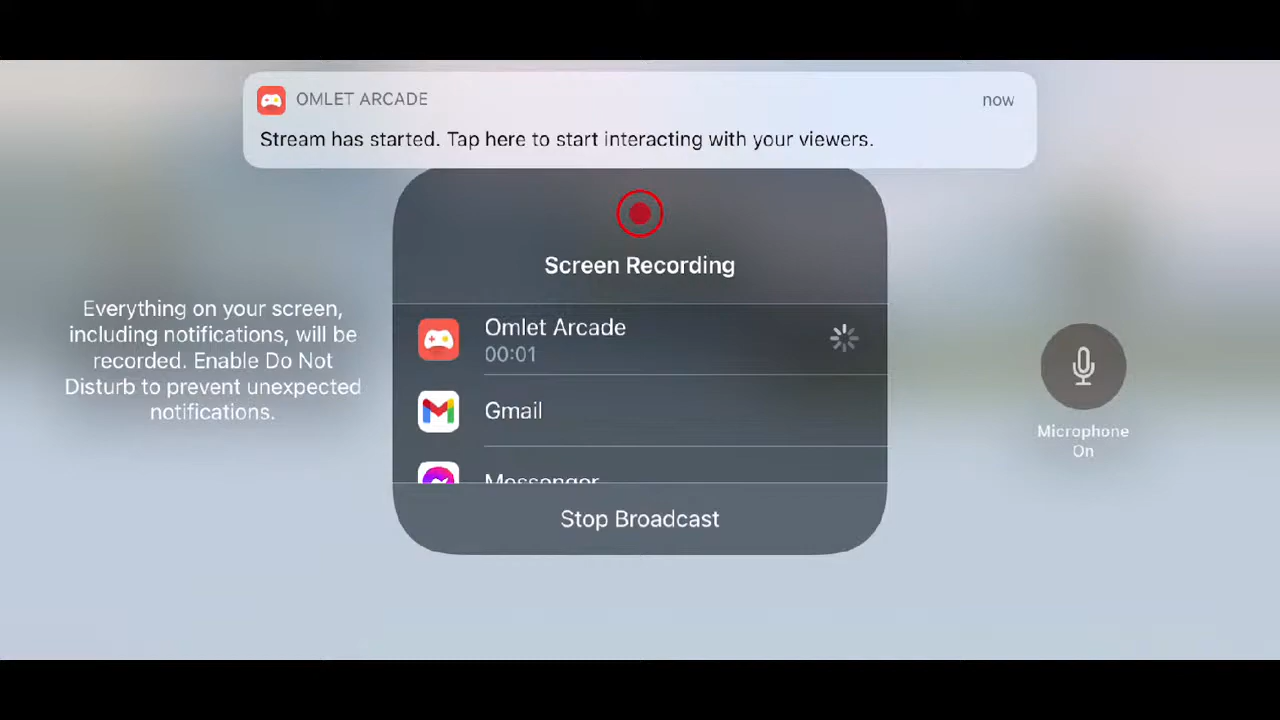 OMLET ARCADE
now
Stream has started. Tap here to start interacting with your viewers.
Screen Recording
Everything on your screen,
including notifications, will be
recorded. Enable Do Not
Disturb to prevent unexpected
notifications.
Omlet Arcade
00:01
Gmail
Messenger
Stop Broadcast
Microphone
On